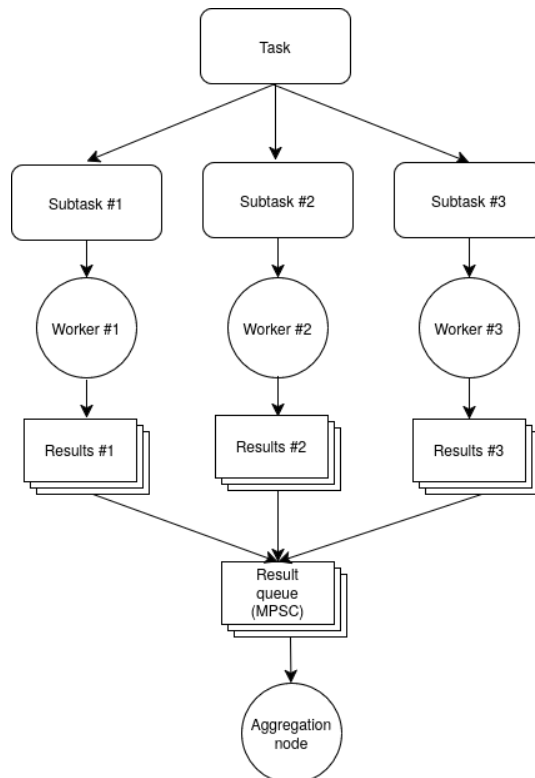 Task
Subtask #1
Subtask #2
Subtask #3
Worker #1
Worker #2
Worker #3
Results #1
Results #2
Results #3
Result
queue
(MPSC)
Aggregation
node